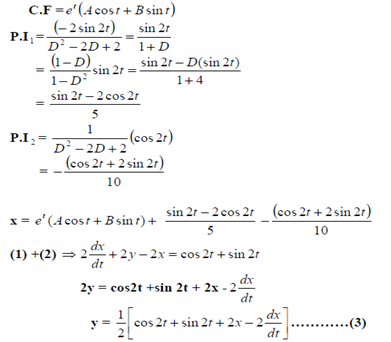 C.F = e^t (A cos t + B sin t)
P.I₁ = (-2 sin 2t)/(D² - 2D + 2) = sin 2t/(1 + D)
= (1 - D)/(1 - D²) sin 2t = (sin 2t - D(sin 2t))/(1 + 4)
= (sin 2t - 2 cos 2t)/5
P.I₂ = 1/(D² - 2D + 2) (cos 2t)
= - (cos 2t + 2 sin 2t)/10
x = e^t (A cos t + B sin t) + (sin 2t - 2 cos 2t)/5 - (cos 2t + 2 sin 2t)/10
(1) +(2) ⇒ 2 dx/dt + 2y - 2x = cos 2t + sin 2t
2y = cos2t +sin 2t + 2x - 2 dx/dt
y = 1/2 [cos 2t + sin 2t + 2x - 2 dx/dt] ............(3)